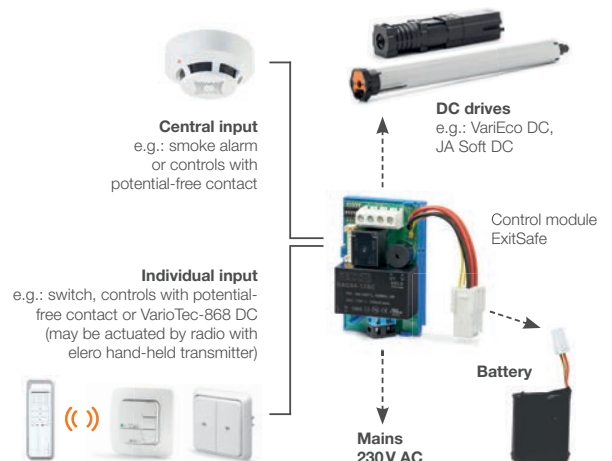 Central input
e.g.: smoke alarm
or controls with
potential-free contact
DC drives
e.g.: VariEco DC,
JA Soft DC
Control module
ExitSafe
Individual input
e.g.: switch, controls with potential-
free contact or VarioTec-868 DC
(may be actuated by radio with
elero hand-held transmitter)
Battery
Mains
230 V AC